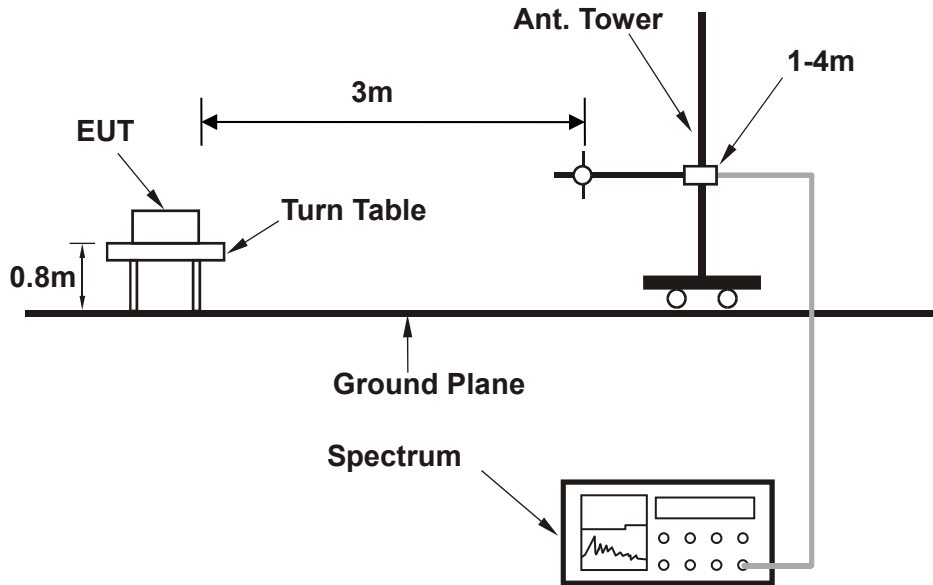 Ant. Tower
1-4m
3m
EUT
Turn Table
0.8m
Ground Plane
Spectrum